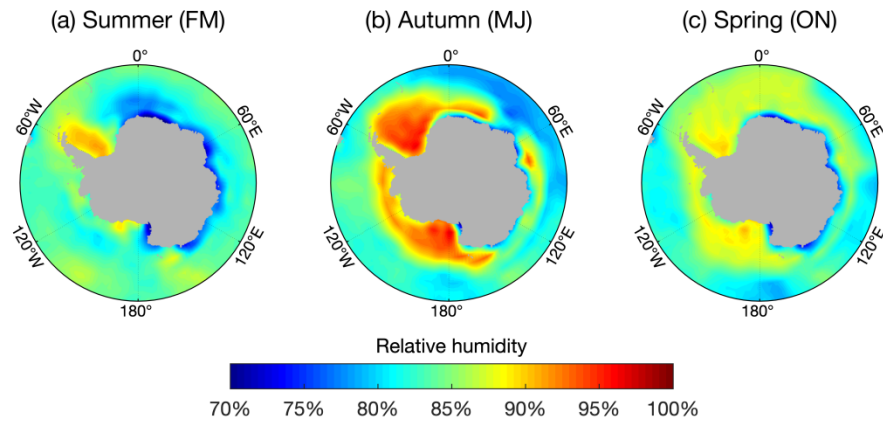 (a) Summer (FM) (b) Autumn (MJ) (c) Spring (ON)
0° 0° 0°
60°W 60°E 60°W 60°E 60°W 60°E
120°W 120°E 120°W 120°E 120°W 120°E
180° 180° 180°
Relative humidity
70% 75% 80% 85% 90% 95% 100%